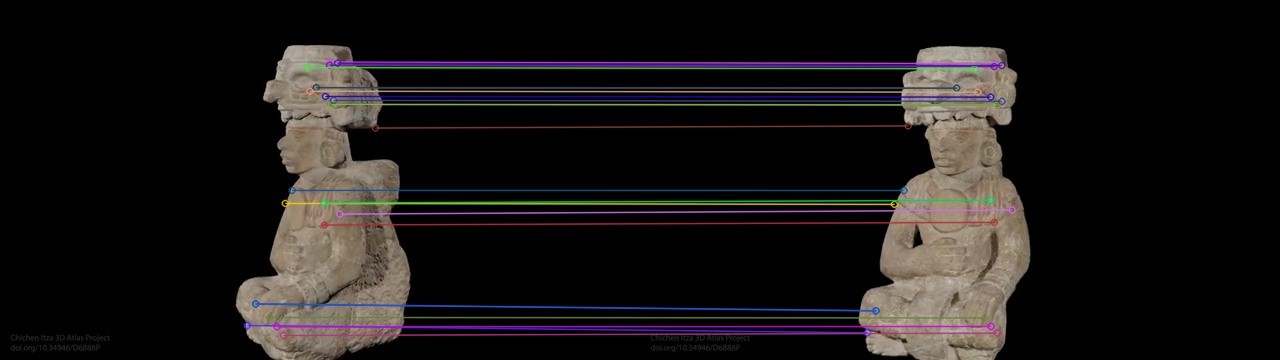 Chichen Itza 3D Atlas Project
doi.org/10.34946/D6B88P
Chichen Itza 3D Atlas Project
doi.org/10.34946/D6B88P